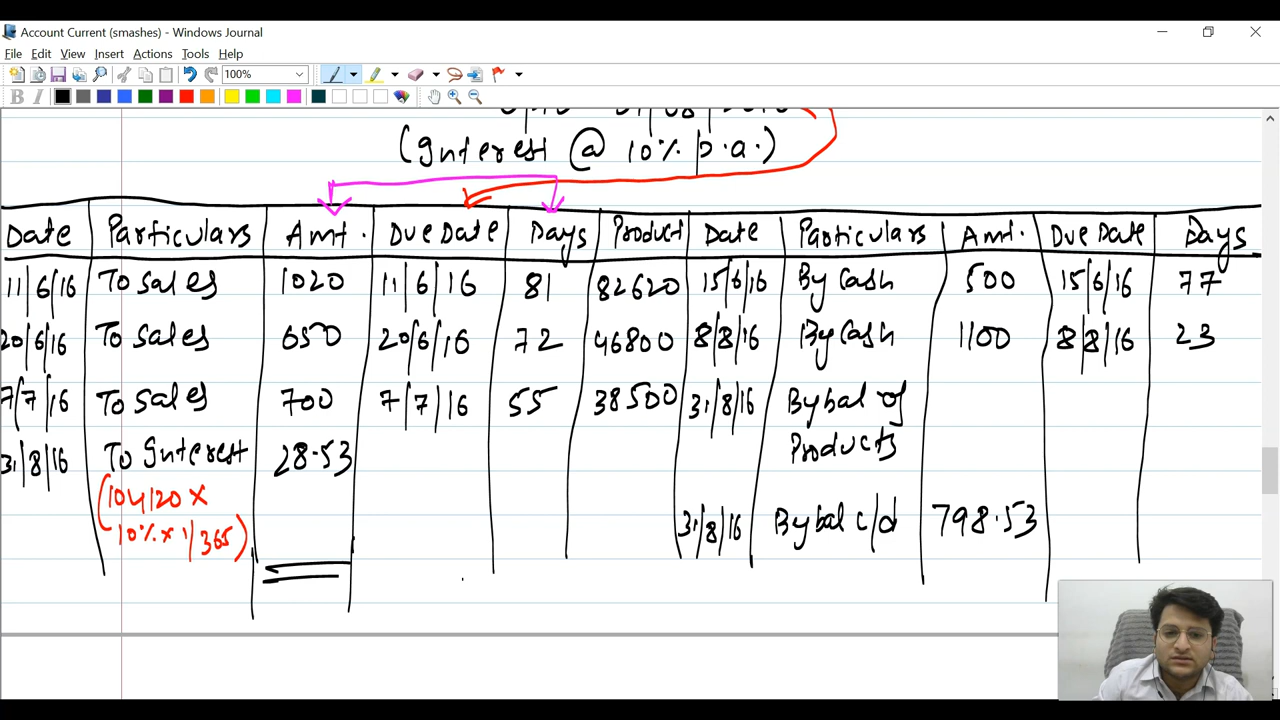 Account Current (smashes) - Windows Journal
File Edit View Insert Actions Tools Help
100%
B I
(Interest @ 10% p.a.)
Date Particulars Amt. Due Date Days Product Date Particulars Amt. Due Date Days
11/6/16 To Sales 1020 11/6/16 81 82620 15/6/16 By Cash 500 15/6/16 77
20/6/16 To Sales 650 20/6/16 72 46800 8/8/16 By Cash 1100 8/8/16 23
7/7/16 To Sales 700 7/7/16 55 38500 31/8/16 By bal of
Products
31/8/16 To Interest 28.53
(104120 x
10% x 1/365)
31/8/16 By bal c/d 798.53